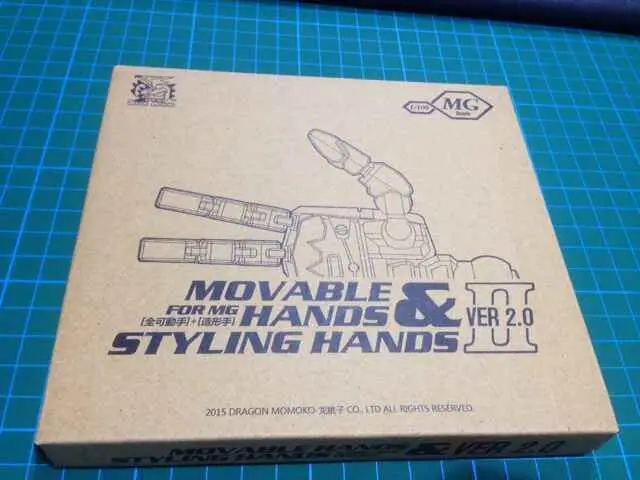 1/100 MG
Scale
MOVABLE
FOR MG HANDS &
[全可動手]+[造形手]
STYLING HANDS II VER 2.0
2015 DRAGON MOMOKO 龙桃子 CO., LTD ALL RIGHTS RESERVED.
MOVABLE HANDS
STYLING HANDS & VER 2.0